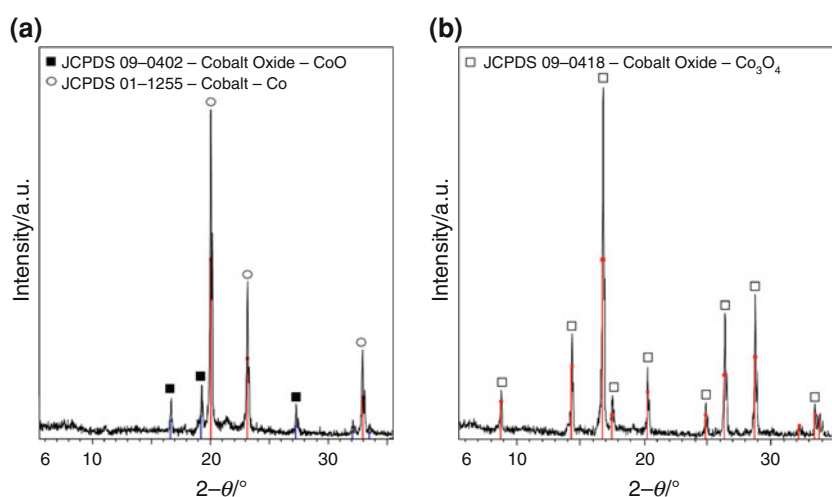 (a)
■ JCPDS 09–0402 – Cobalt Oxide – CoO
○ JCPDS 01–1255 – Cobalt – Co
Intensity/a.u.
6 10 20 30
2–θ/°
(b)
□ JCPDS 09–0418 – Cobalt Oxide – Co₃O₄
Intensity/a.u.
6 10 20 30
2–θ/°